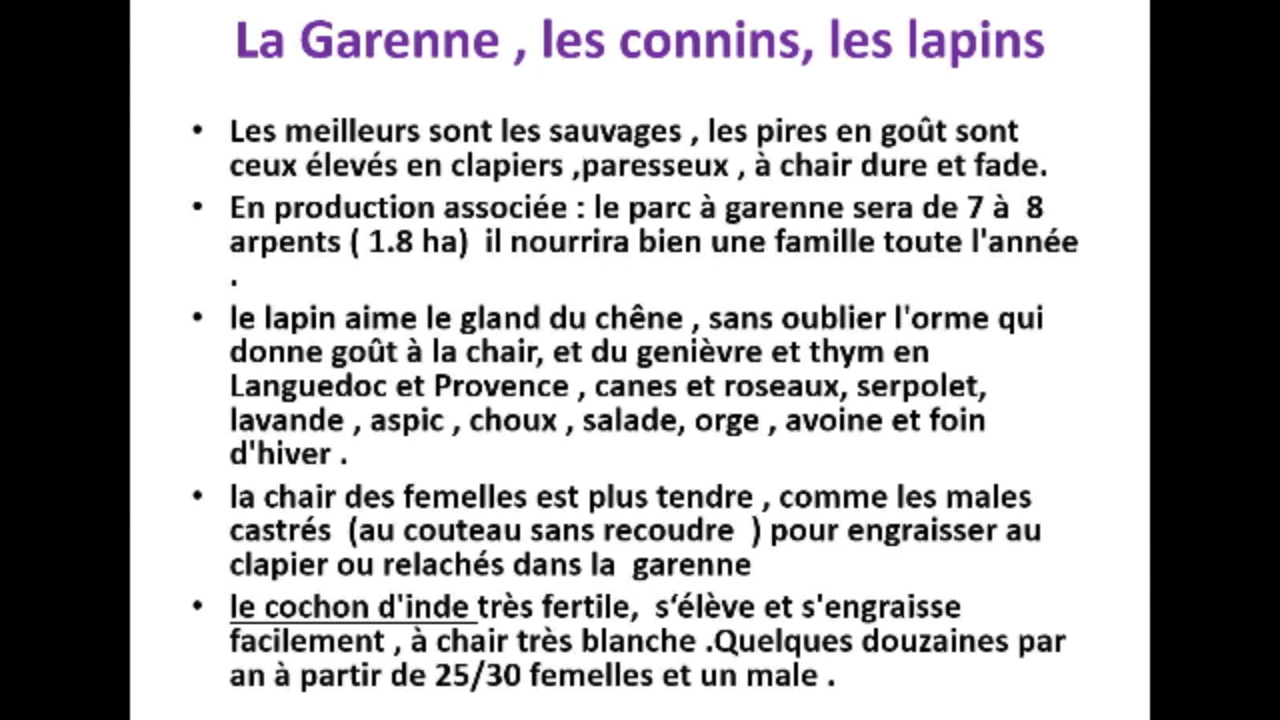 La Garenne , les connins, les lapins
• Les meilleurs sont les sauvages , les pires en goût sont
ceux élevés en clapiers ,paresseux , à chair dure et fade.
• En production associée : le parc à garenne sera de 7 à  8
arpents ( 1.8 ha)  il nourrira bien une famille toute l'année
.
• le lapin aime le gland du chêne , sans oublier l'orme qui
donne goût à la chair, et du genièvre et thym en
Languedoc et Provence , canes et roseaux, serpolet,
lavande , aspic , choux , salade, orge , avoine et foin
d'hiver .
• la chair des femelles est plus tendre , comme les males
castrés  (au couteau sans recoudre  ) pour engraisser au
clapier ou relachés dans la  garenne
• le cochon d'inde très fertile,  s‘élève et s'engraisse
facilement , à chair très blanche .Quelques douzaines par
an à partir de 25/30 femelles et un male .